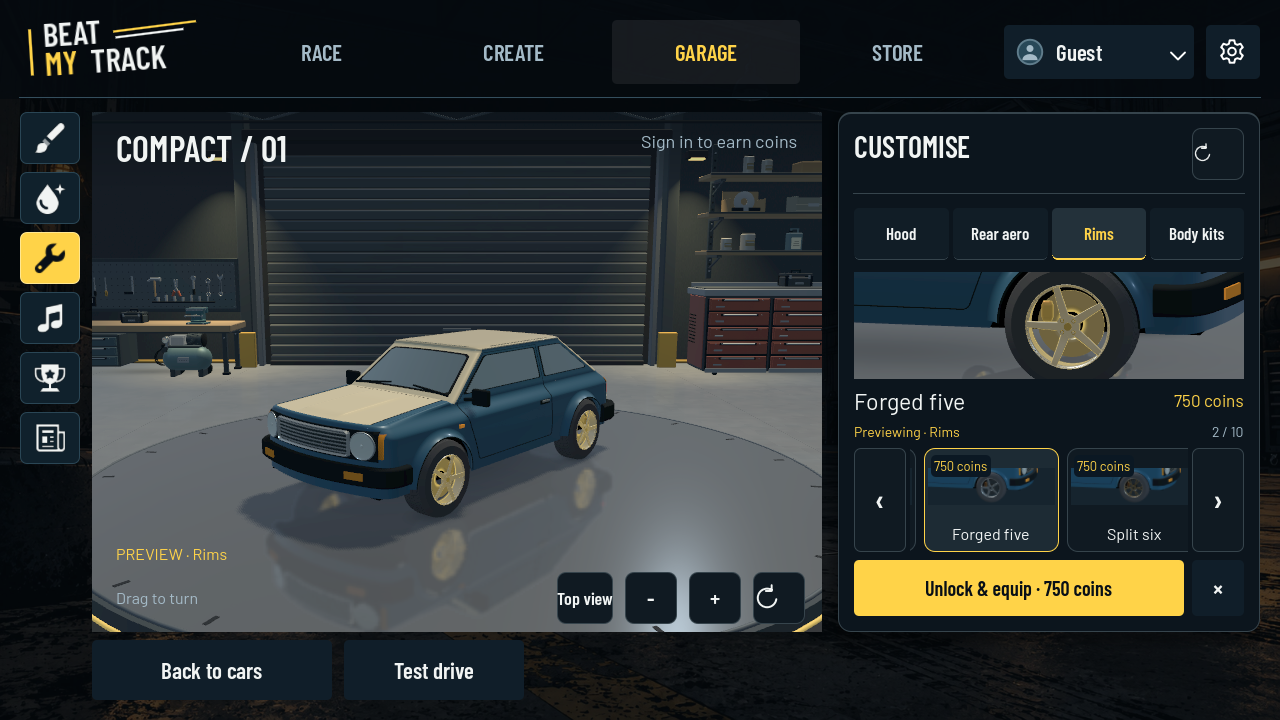 BEAT
MY TRACK
RACE
CREATE
GARAGE
STORE
Guest
COMPACT / 01
Sign in to earn coins
CUSTOMISE
Hood
Rear aero
Rims
Body kits
Forged five
750 coins
Previewing · Rims
2 / 10
‹
750 coins
Forged five
750 coins
Split six
›
PREVIEW · Rims
Drag to turn
Top view
-
+
Unlock & equip · 750 coins
×
Back to cars
Test drive